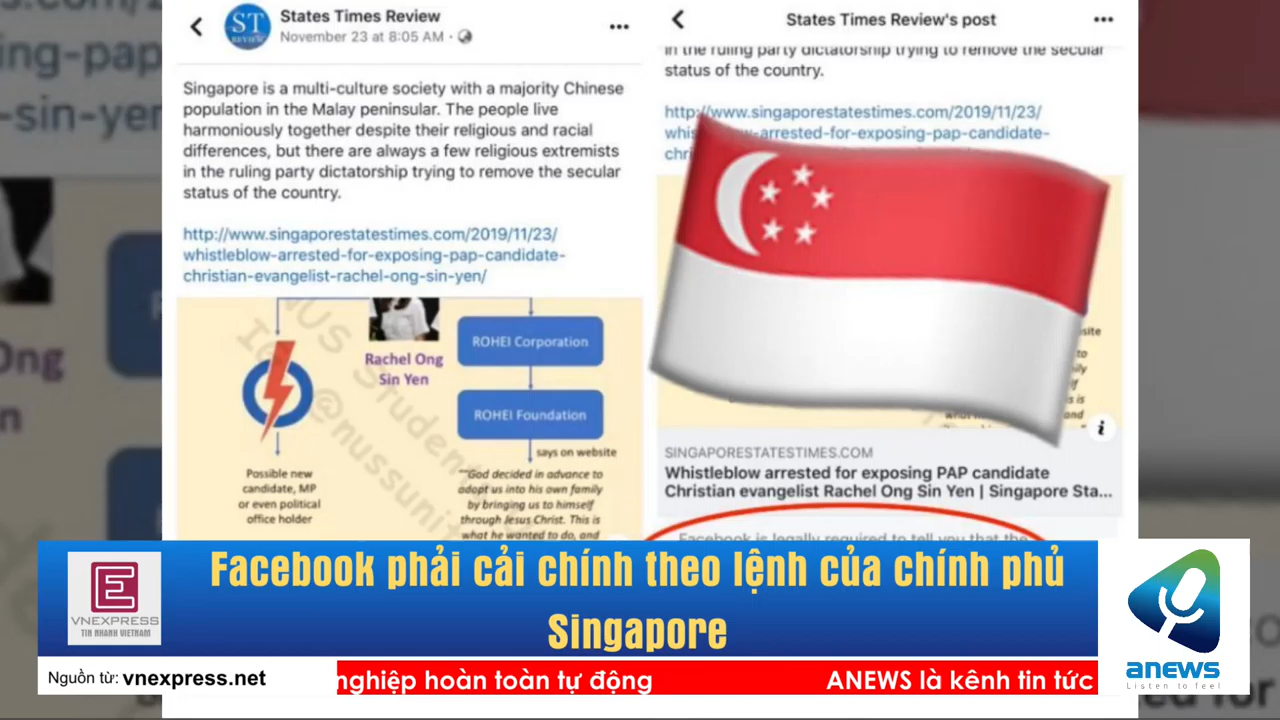 States Times Review
November 23 at 8:05 AM
Singapore is a multi-culture society with a majority Chinese
population in the Malay peninsular. The people live
harmoniously together despite their religious and racial
differences, but there are always a few religious extremists
in the ruling party dictatorship trying to remove the secular
status of the country.
http://www.singaporestatestimes.com/2019/11/23/
whistleblow-arrested-for-exposing-pap-candidate-
christian-evangelist-rachel-ong-sin-yen/
Rachel Ong
Sin Yen
ROHEI Corporation
ROHEI Foundation
says on website
Possible new
candidate, MP
or even political
office holder
""God decided in advance to
adopt us into his own family
by bringing us to himself
through Jesus Christ. This is
what he wanted to do, and
States Times Review's post
in the ruling party dictatorship trying to remove the secular
status of the country.
http://www.singaporestatestimes.com/2019/11/23/
whis
-arrested-for-exposing-pap-candidate-
chri
SINGAPORESTATESTIMES.COM
Whistleblow arrested for exposing PAP candidate
Christian evangelist Rachel Ong Sin Yen | Singapore Sta...
Facebook is legally required to tell you that the
Facebook phải cải chính theo lệnh của chính phủ
Singapore
E
VNEXPRESS
TIN NHANH VIETNAM
anews
Listen to feel
Nguồn từ: vnexpress.net
nghiệp hoàn toàn tự động
ANEWS là kênh tin tức